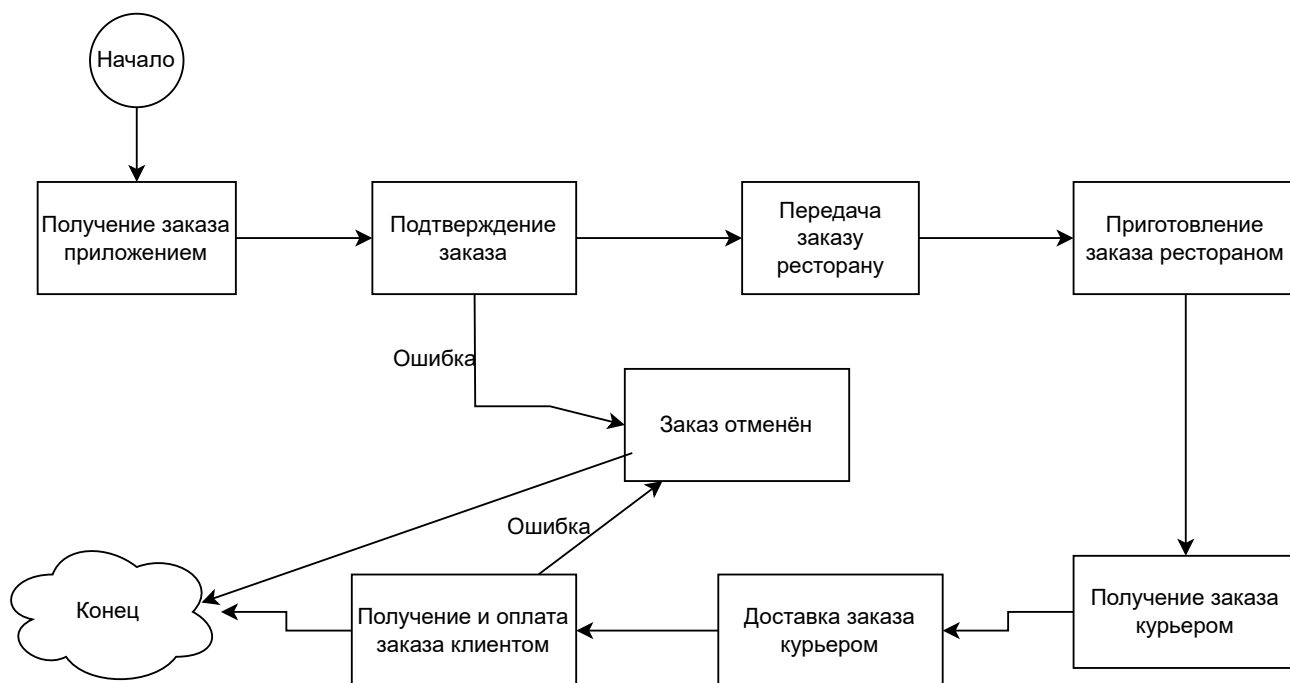 Начало
Получение заказа
приложением
Подтверждение
заказа
Передача
заказу
ресторану
Приготовление
заказа рестораном
Ошибка
Заказ отменён
Ошибка
Конец
Получение и оплата
заказа клиентом
Доставка заказа
курьером
Получение заказа
курьером